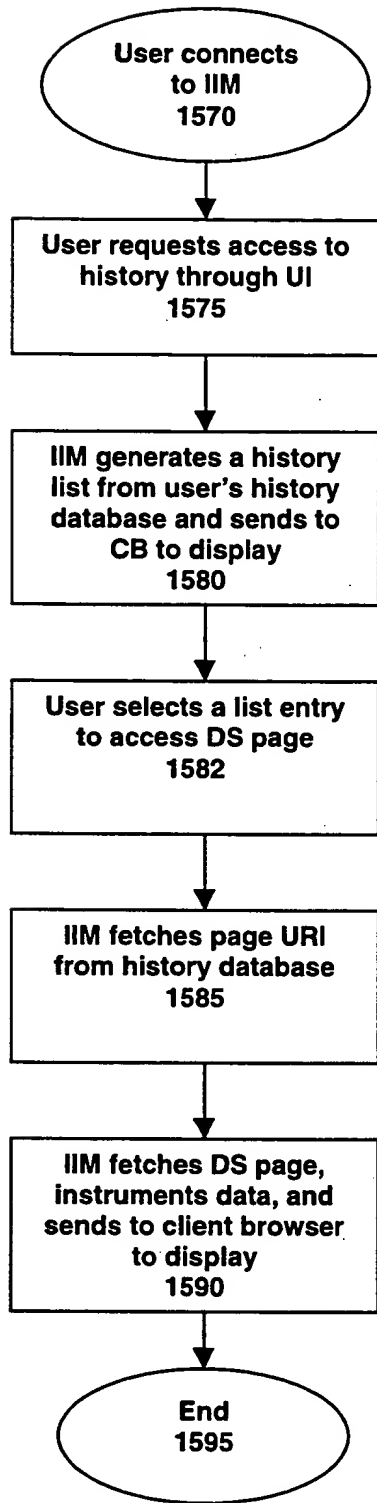 User connects
to IIM
1570
User requests access to
history through UI
1575
IIM generates a history
list from user's history
database and sends to
CB to display
1580
User selects a list entry
to access DS page
1582
IIM fetches page URI
from history database
1585
IIM fetches DS page,
instruments data, and
sends to client browser
to display
1590
End
1595